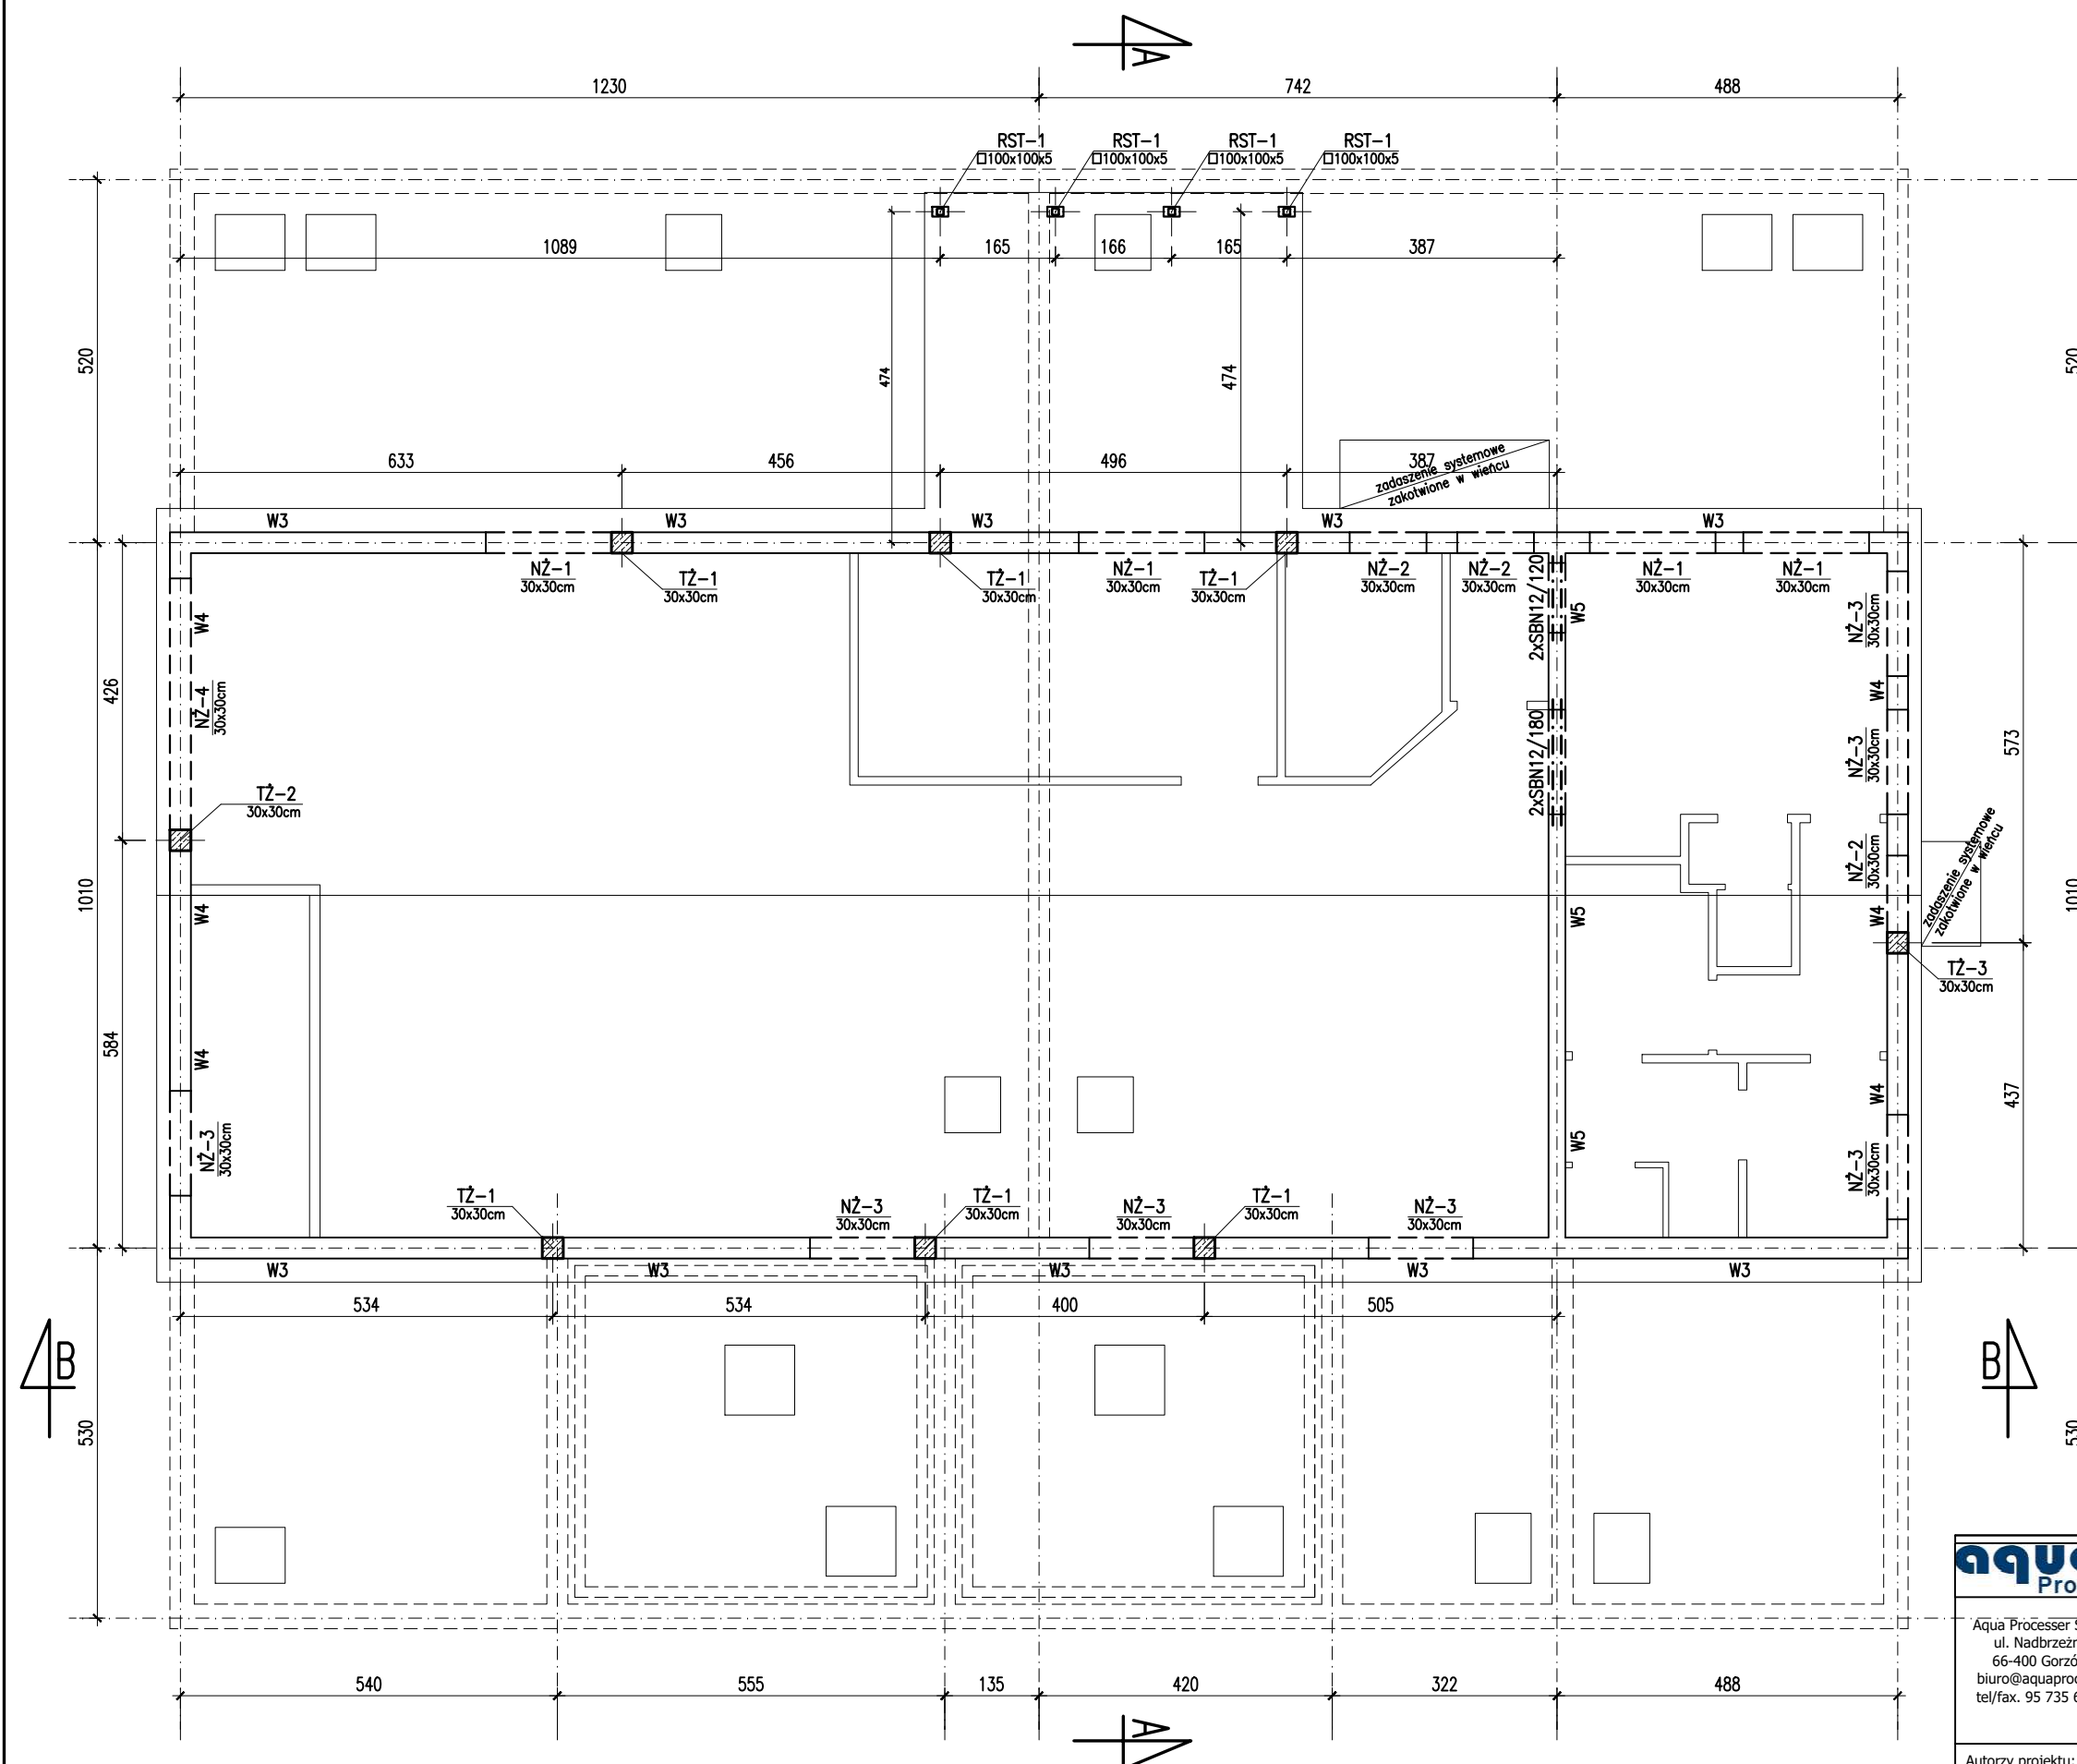 A
1230
742
488
RST-1
□100x100x5
RST-1
□100x100x5
RST-1
□100x100x5
RST-1
□100x100x5
1089
165
166
165
387
520
474
474
520
633
456
496
387
zadaszenie systemowe
zakotwione w wieńcu
W3
W3
W3
W3
W3
NŻ-1
30x30cm
TŻ-1
30x30cm
TŻ-1
30x30cm
NŻ-1
30x30cm
TŻ-1
30x30cm
NŻ-2
30x30cm
NŻ-2
30x30cm
NŻ-1
30x30cm
NŻ-1
30x30cm
2xSBN12/120
W5
W4
NŻ-3
30x30cm
426
NŻ-4
30x30cm
W4
2xSBN12/180
NŻ-3
30x30cm
573
TŻ-2
30x30cm
NŻ-2
30x30cm
zadaszenie systemowe
zakotwione w wieńcu
1010
W4
W5
W4
1010
TŻ-3
30x30cm
584
W4
W4
437
NŻ-3
30x30cm
W5
NŻ-3
30x30cm
TŻ-1
30x30cm
NŻ-3
30x30cm
TŻ-1
30x30cm
NŻ-3
30x30cm
TŻ-1
30x30cm
NŻ-3
30x30cm
W3
W3
W3
W3
W3
534
534
400
505
B
B
530
530
540
555
135
420
322
488
A
aqu
Pro
Aqua Processer S
ul. Nadbrzeżn
66-400 Gorzó
biuro@aquaproc
tel/fax. 95 735 6
Autorzy projektu: